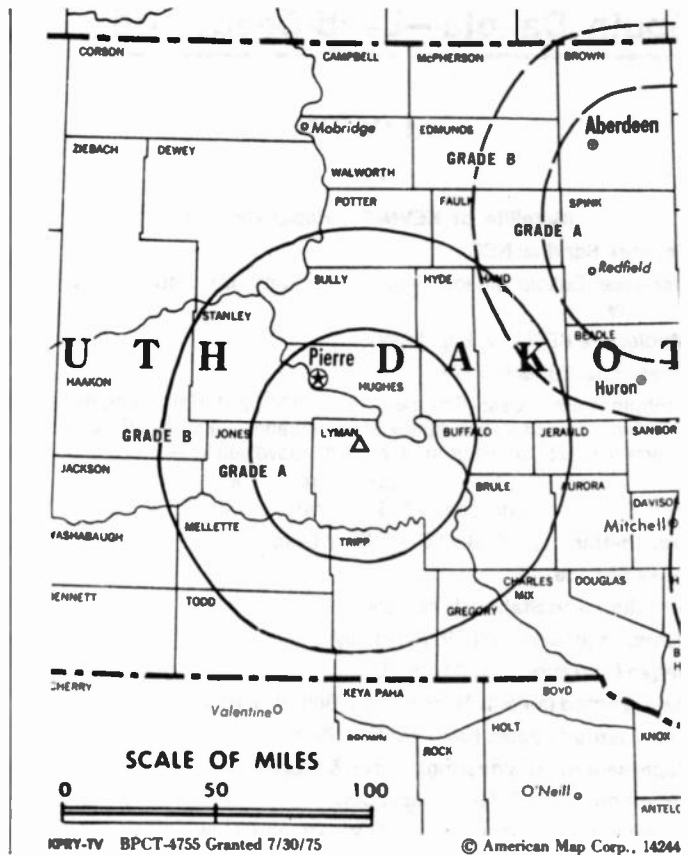 CORSON CAMPBELL McPHERSON BROWN
Mobridge EDMUNDS Aberdeen
ZIEBACH DEWEY GRADE B
WALWORTH
POTTER FAULK SPINK
GRADE A
SULLY HYDE HAND Redfield
STANLEY
BEADLE
U T H D A K O T
Pierre
HAAKON HUGHES Huron
GRADE B JONES LYMAN BUFFALO JERAULD SANBOR
JACKSON GRADE A
BRULE AURORA
DAVISON
MELLETTE Mitchell
WASHABAUGH TRIPP
CHARLES DOUGLAS
MIX
BENNETT TODD GREGORY
CHERRY KEYA PAHA BOYD
Valentine HOLT
BROWN ROCK KNOX
SCALE OF MILES
O'Neill
0 50 100
ANTELO
KPRY-TV BPCT-4755 Granted 7/30/75 © American Map Corp., 14244